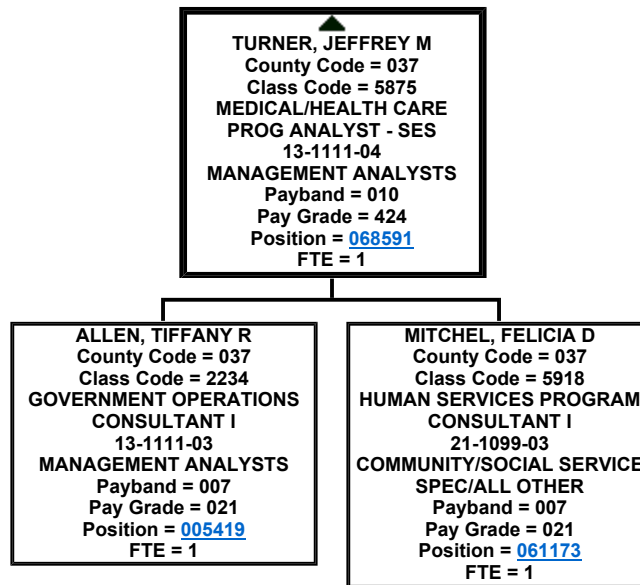 TURNER, JEFFREY M
County Code = 037
Class Code = 5875
MEDICAL/HEALTH CARE
PROG ANALYST - SES
13-1111-04
MANAGEMENT ANALYSTS
Payband = 010
Pay Grade = 424
Position = 068591
FTE = 1
ALLEN, TIFFANY R
County Code = 037
Class Code = 2234
GOVERNMENT OPERATIONS
CONSULTANT I
13-1111-03
MANAGEMENT ANALYSTS
Payband = 007
Pay Grade = 021
Position = 005419
FTE = 1
MITCHEL, FELICIA D
County Code = 037
Class Code = 5918
HUMAN SERVICES PROGRAM
CONSULTANT I
21-1099-03
COMMUNITY/SOCIAL SERVICE
SPEC/ALL OTHER
Payband = 007
Pay Grade = 021
Position = 061173
FTE = 1